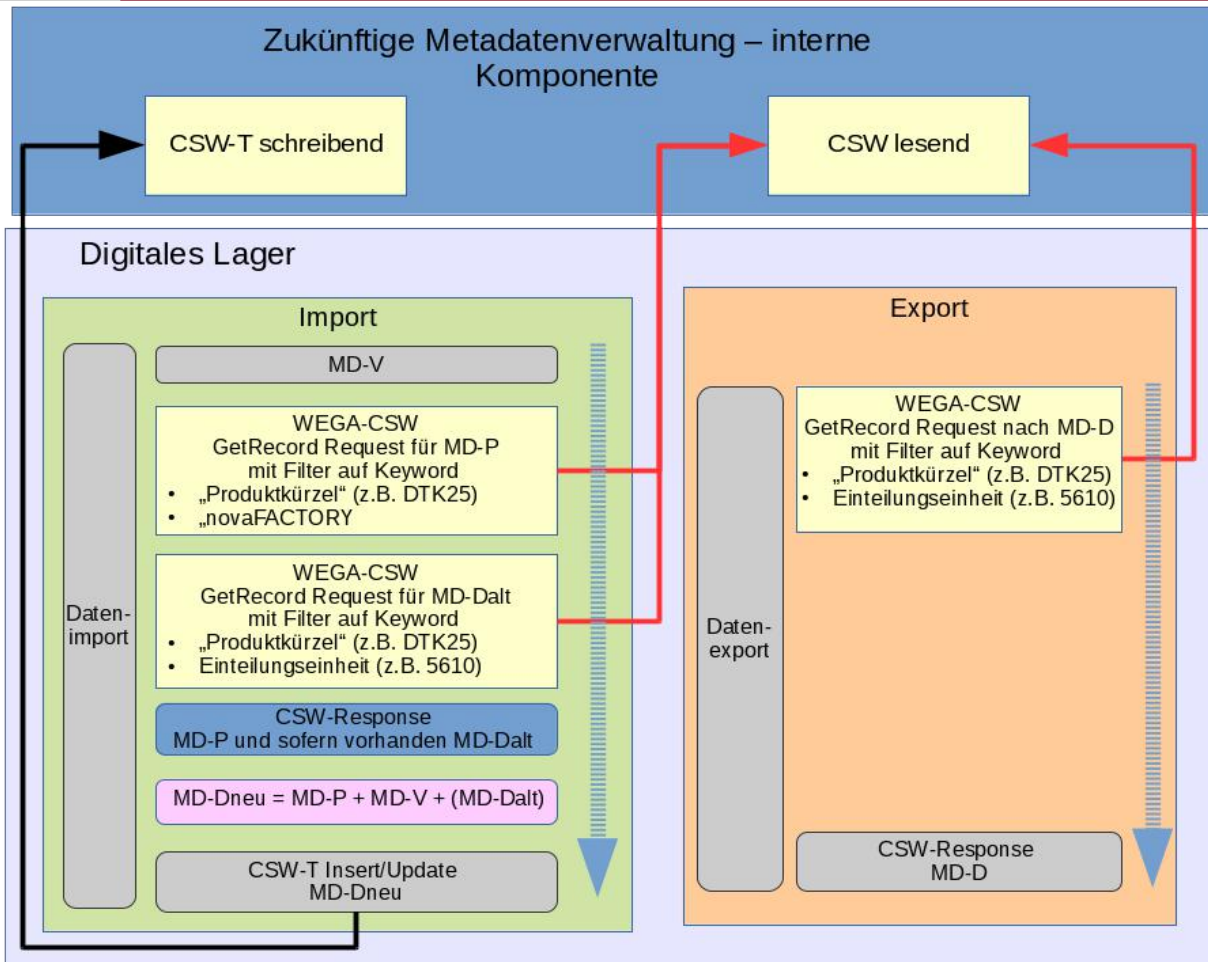 Zukünftige Metadatenverwaltung – interne
Komponente
CSW-T schreibend
CSW lesend
Digitales Lager
Import
Daten-
import
MD-V
WEGA-CSW
GetRecord Request für MD-P
mit Filter auf Keyword
• „Produktkürzel“ (z.B. DTK25)
• „novaFACTORY
WEGA-CSW
GetRecord Request für MD-Dalt
mit Filter auf Keyword
• „Produktkürzel“ (z.B. DTK25)
• Einteilungseinheit (z.B. 5610)
CSW-Response
MD-P und sofern vorhanden MD-Dalt
MD-Dneu = MD-P + MD-V + (MD-Dalt)
CSW-T Insert/Update
MD-Dneu
Export
Daten-
export
WEGA-CSW
GetRecord Request nach MD-D
mit Filter auf Keyword
• „Produktkürzel“ (z.B. DTK25)
• Einteilungseinheit (z.B. 5610)
CSW-Response
MD-D